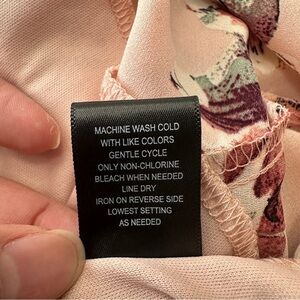 MACHINE WASH COLD
WITH LIKE COLORS
GENTLE CYCLE
ONLY NON-CHLORINE
BLEACH WHEN NEEDED
LINE DRY
IRON ON REVERSE SIDE
LOWEST SETTING
AS NEEDED